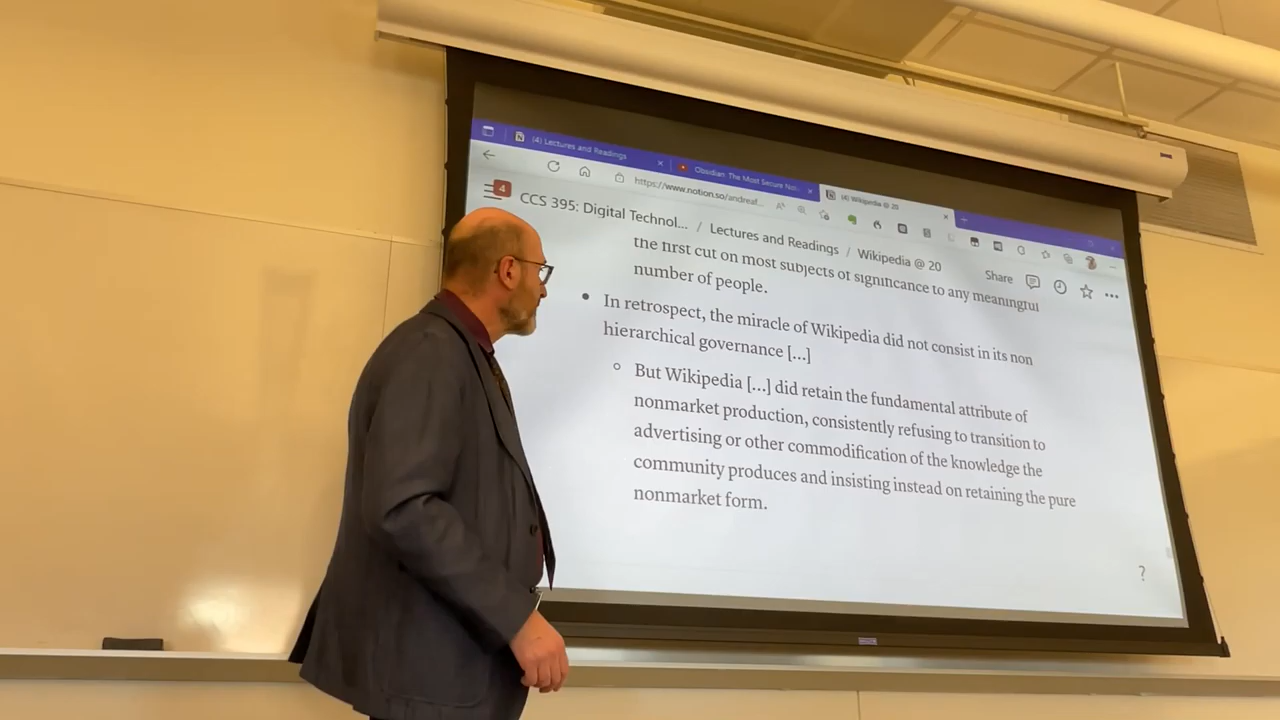 (4) Lectures and Readings
Obsidian: The Most Secure Not...
(4) Wikipedia @ 20
https://www.notion.so/andreaf...
4
CCS 395: Digital Technol... / Lectures and Readings / Wikipedia @ 20
Share
the first cut on most subjects of significance to any meaningful
number of people.
• In retrospect, the miracle of Wikipedia did not consist in its non
hierarchical governance [...]
○ But Wikipedia [...] did retain the fundamental attribute of
nonmarket production, consistently refusing to transition to
advertising or other commodification of the knowledge the
community produces and insisting instead on retaining the pure
nonmarket form.
?